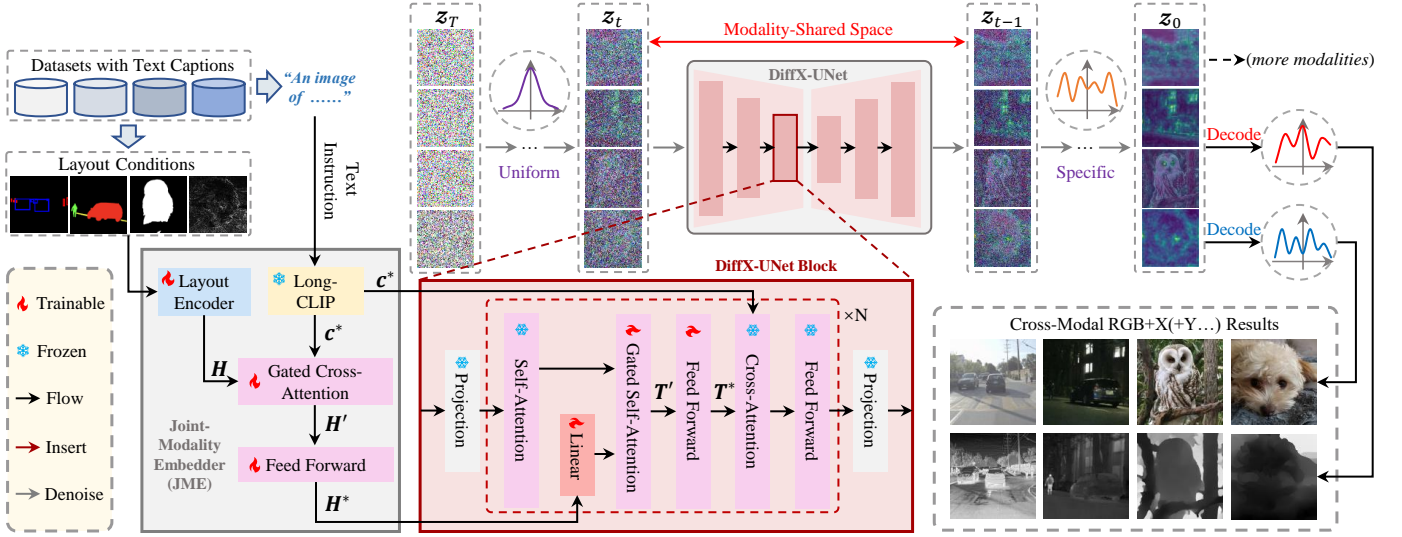 Datasets with Text Captions
"An image
of ……"
Layout Conditions
Text
Instruction
z_T
z_t
z_{t−1}
z_0
Modality-Shared Space
DiffX-UNet
Uniform
Specific
...
...
(more modalities)
Decode
Decode
Trainable
Frozen
Flow
Insert
Denoise
Layout
Encoder
Long-
CLIP
c*
c*
H
Gated Cross-
Attention
H′
Feed Forward
H*
Joint-
Modality
Embedder
(JME)
DiffX-UNet Block
×N
Projection
Self-Attention
Linear
Gated Self-Attention
T′
Feed Forward
T*
Cross-Attention
Feed Forward
Projection
Cross-Modal RGB+X(+Y…) Results